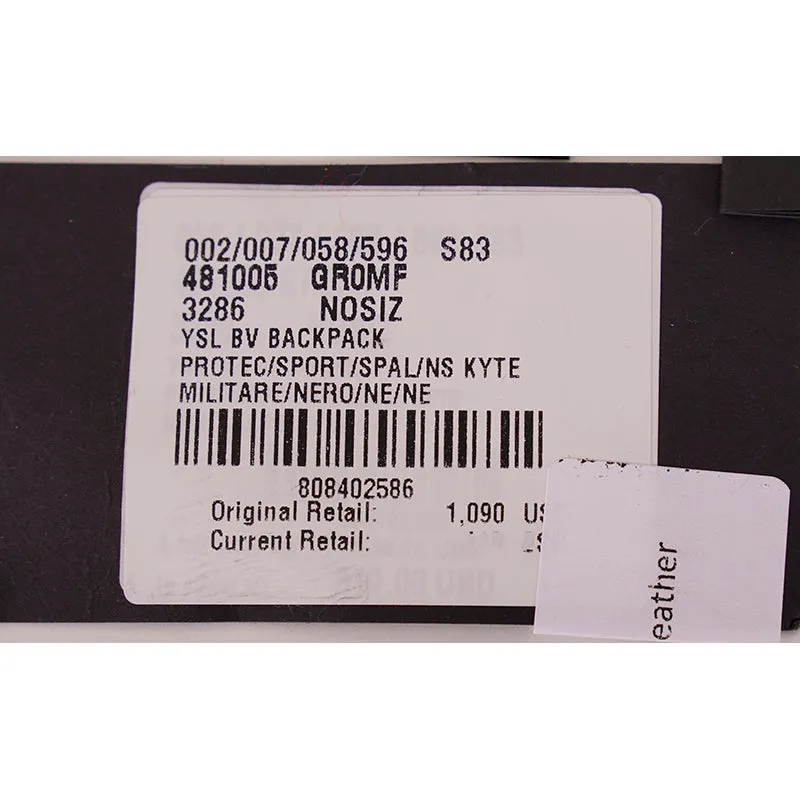 002/007/058/596 S83
481005 GR0MF
3286 NOSIZ
YSL BV BACKPACK
PROTEC/SPORT/SPAL/NS KYTE
MILITARE/NERO/NE/NE
808402586
Original Retail: 1,090 US
Current Retail:
eather